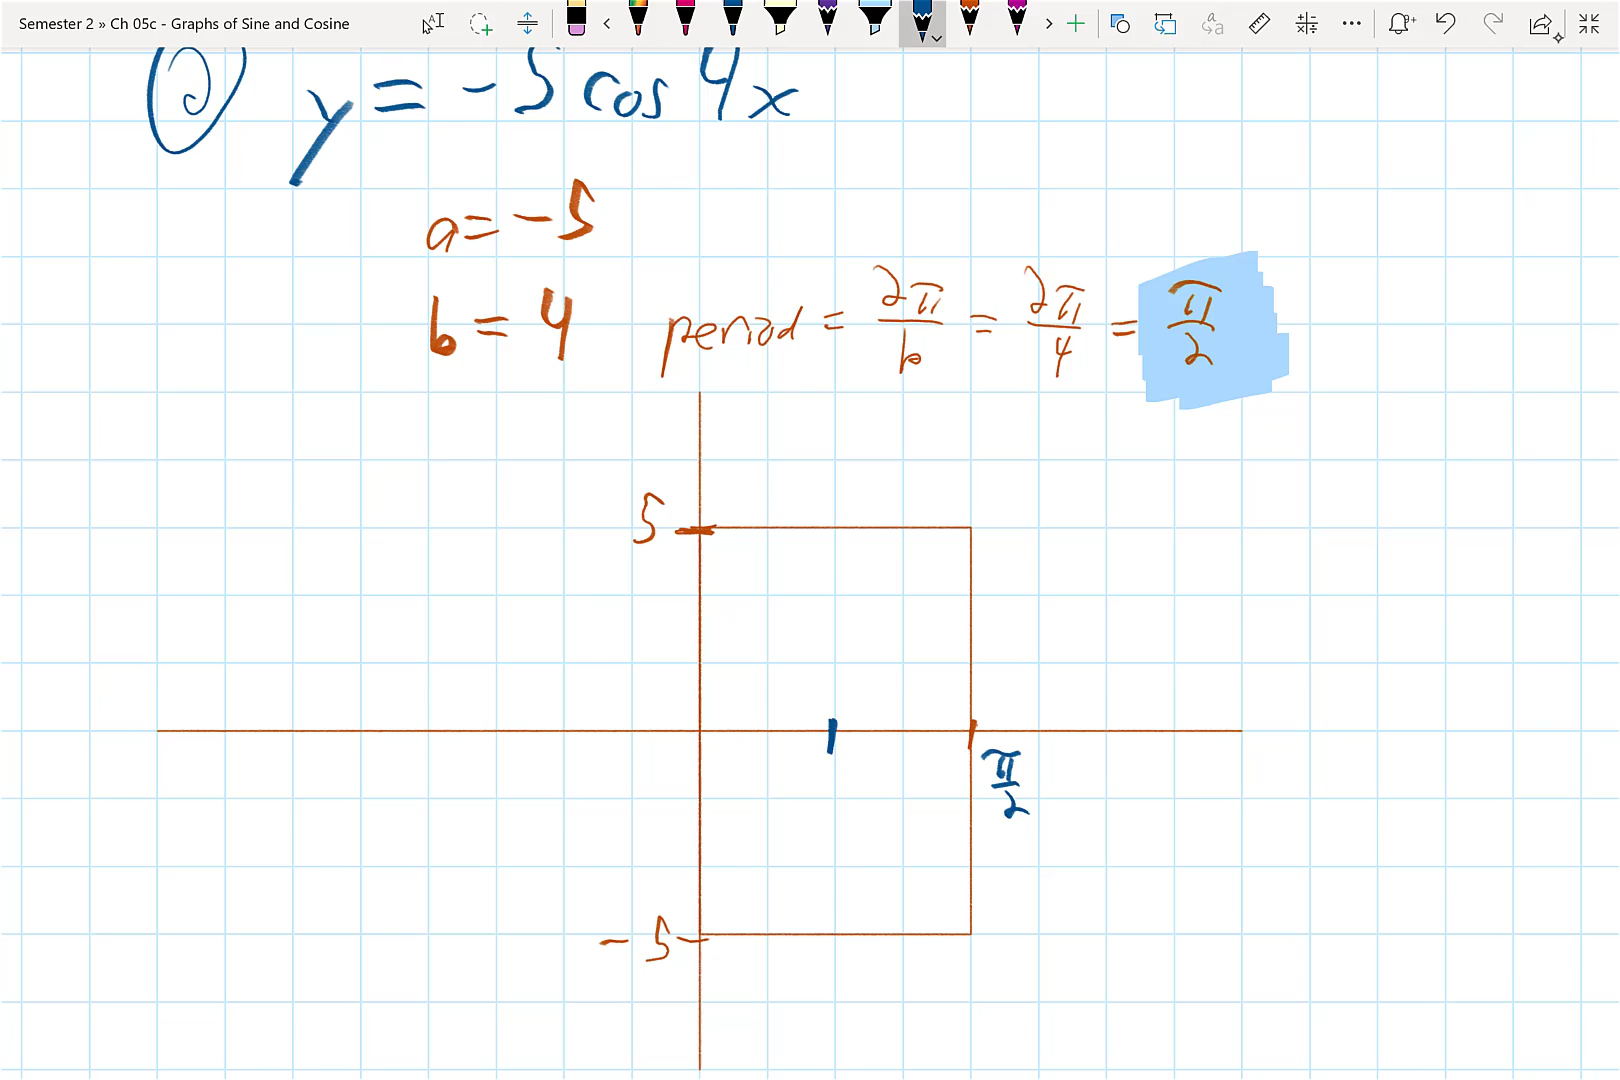 Semester 2 » Ch 05c - Graphs of Sine and Cosine
y = -5 cos 4x
a = -5
b = 4 period = 2π/b = 2π/4 = π/2
5
π/2
-5